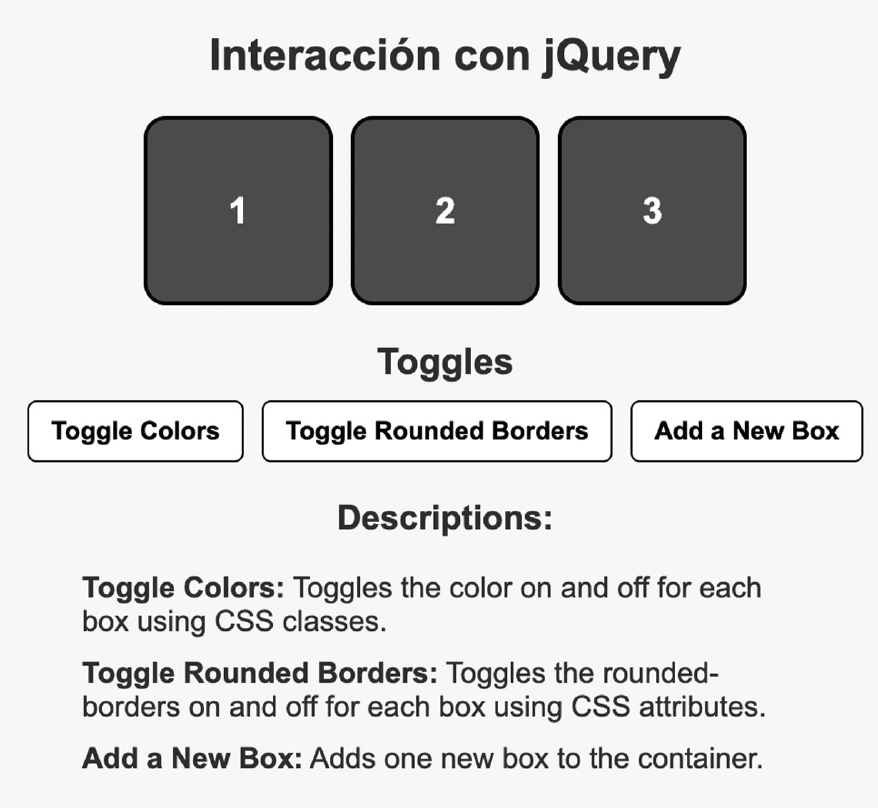 Interacción con jQuery
1 2 3
Toggles
Toggle Colors Toggle Rounded Borders Add a New Box
Descriptions:
Toggle Colors: Toggles the color on and off for each
box using CSS classes.
Toggle Rounded Borders: Toggles the rounded-
borders on and off for each box using CSS attributes.
Add a New Box: Adds one new box to the container.